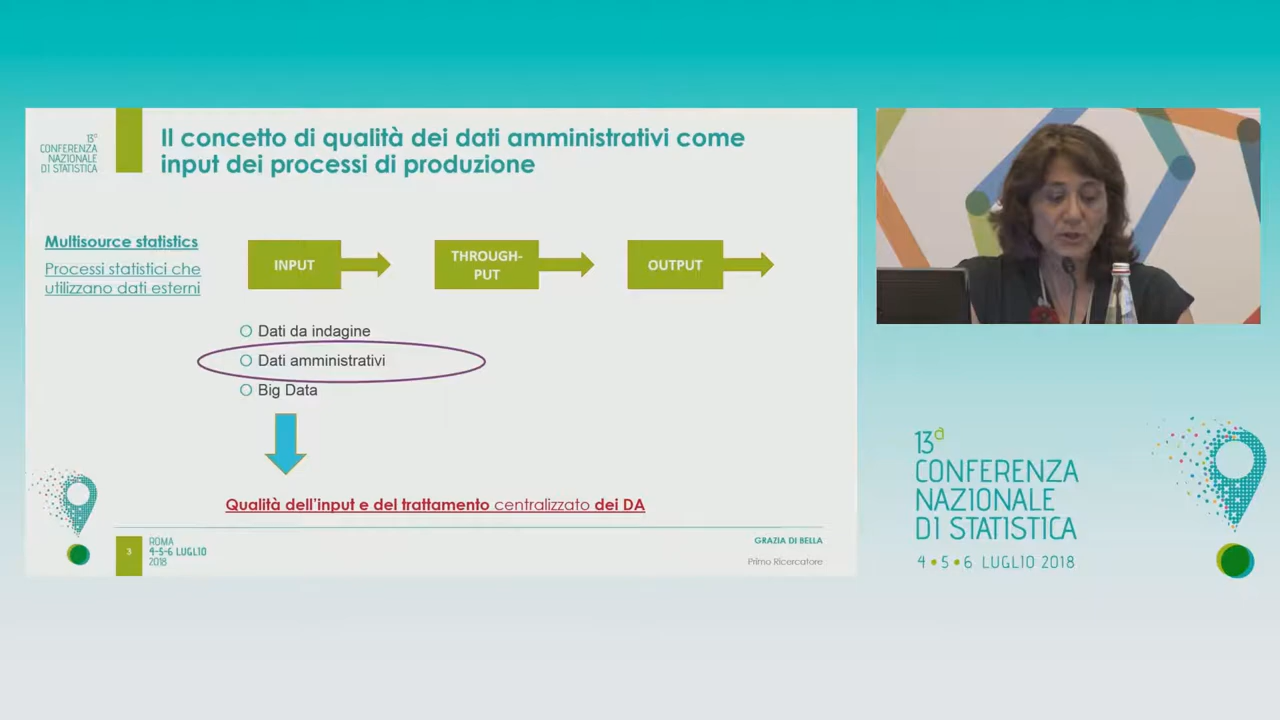 13ª
CONFERENZA
NAZIONALE
DI STATISTICA
Il concetto di qualità dei dati amministrativi come
input dei processi di produzione
Multisource statistics
Processi statistici che
utilizzano dati esterni
INPUT
THROUGH-
PUT
OUTPUT
Dati da indagine
Dati amministrativi
Big Data
Qualità dell'input e del trattamento centralizzato dei DA
3
ROMA
4-5-6 LUGLIO
2018
GRAZIA DI BELLA
Primo Ricercatore
13ª
CONFERENZA
NAZIONALE
DI STATISTICA
4 • 5 • 6 LUGLIO 2018